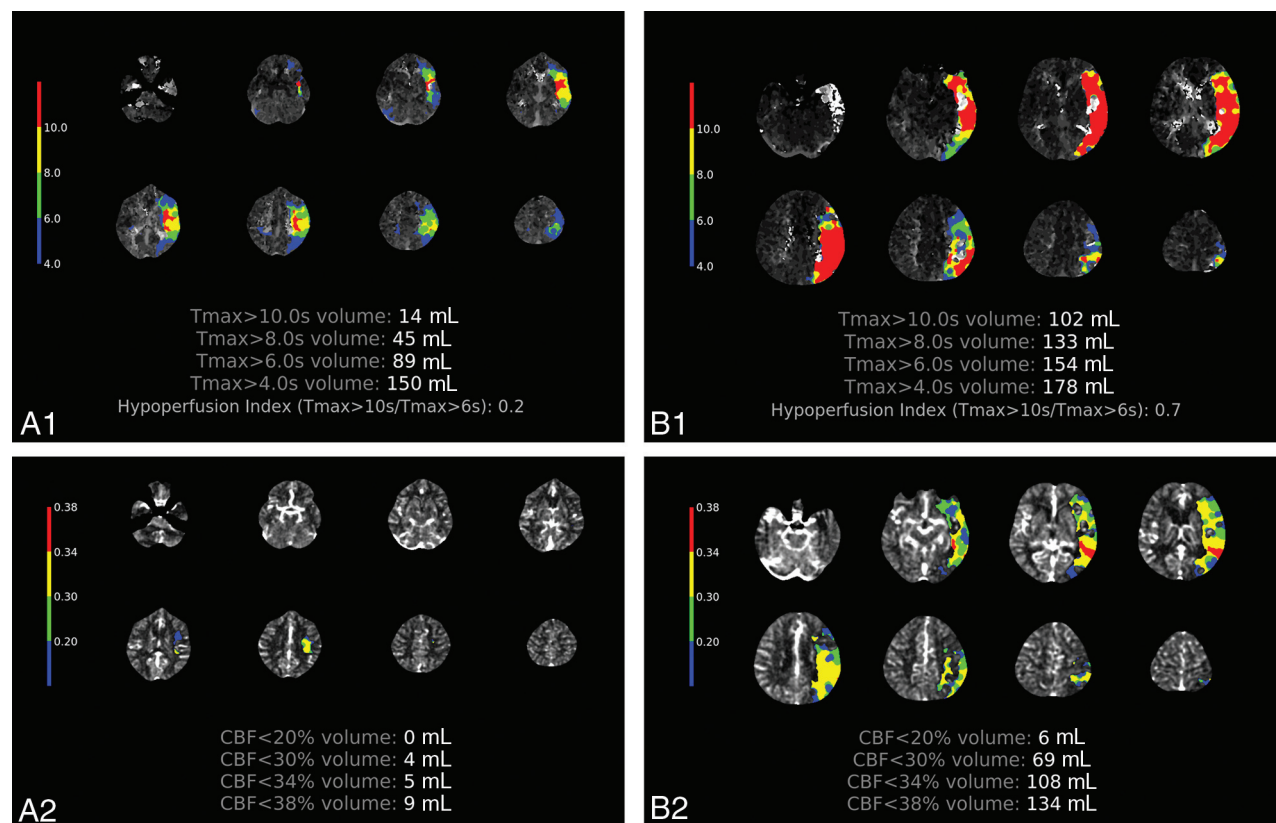 10.0
8.0
6.0
4.0
Tmax>10.0s volume: 14 mL
Tmax>8.0s volume: 45 mL
Tmax>6.0s volume: 89 mL
Tmax>4.0s volume: 150 mL
Hypoperfusion Index (Tmax>10s/Tmax>6s): 0.2
A1
10.0
8.0
6.0
4.0
Tmax>10.0s volume: 102 mL
Tmax>8.0s volume: 133 mL
Tmax>6.0s volume: 154 mL
Tmax>4.0s volume: 178 mL
Hypoperfusion Index (Tmax>10s/Tmax>6s): 0.7
B1
0.38
0.34
0.30
0.20
CBF<20% volume: 0 mL
CBF<30% volume: 4 mL
CBF<34% volume: 5 mL
CBF<38% volume: 9 mL
A2
0.38
0.34
0.30
0.20
CBF<20% volume: 6 mL
CBF<30% volume: 69 mL
CBF<34% volume: 108 mL
CBF<38% volume: 134 mL
B2